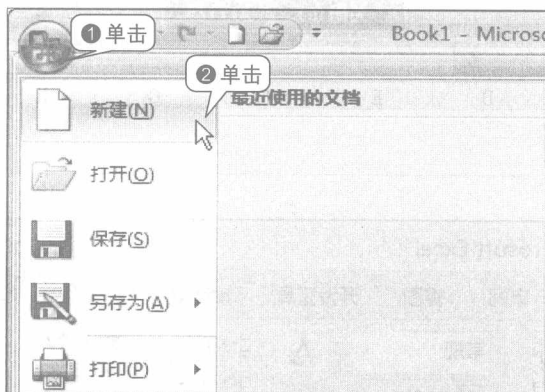 ❶单击
Book1 - Microso
❷单击
新建(N)
最近使用的文档
打开(O)
保存(S)
另存为(A)
打印(P)